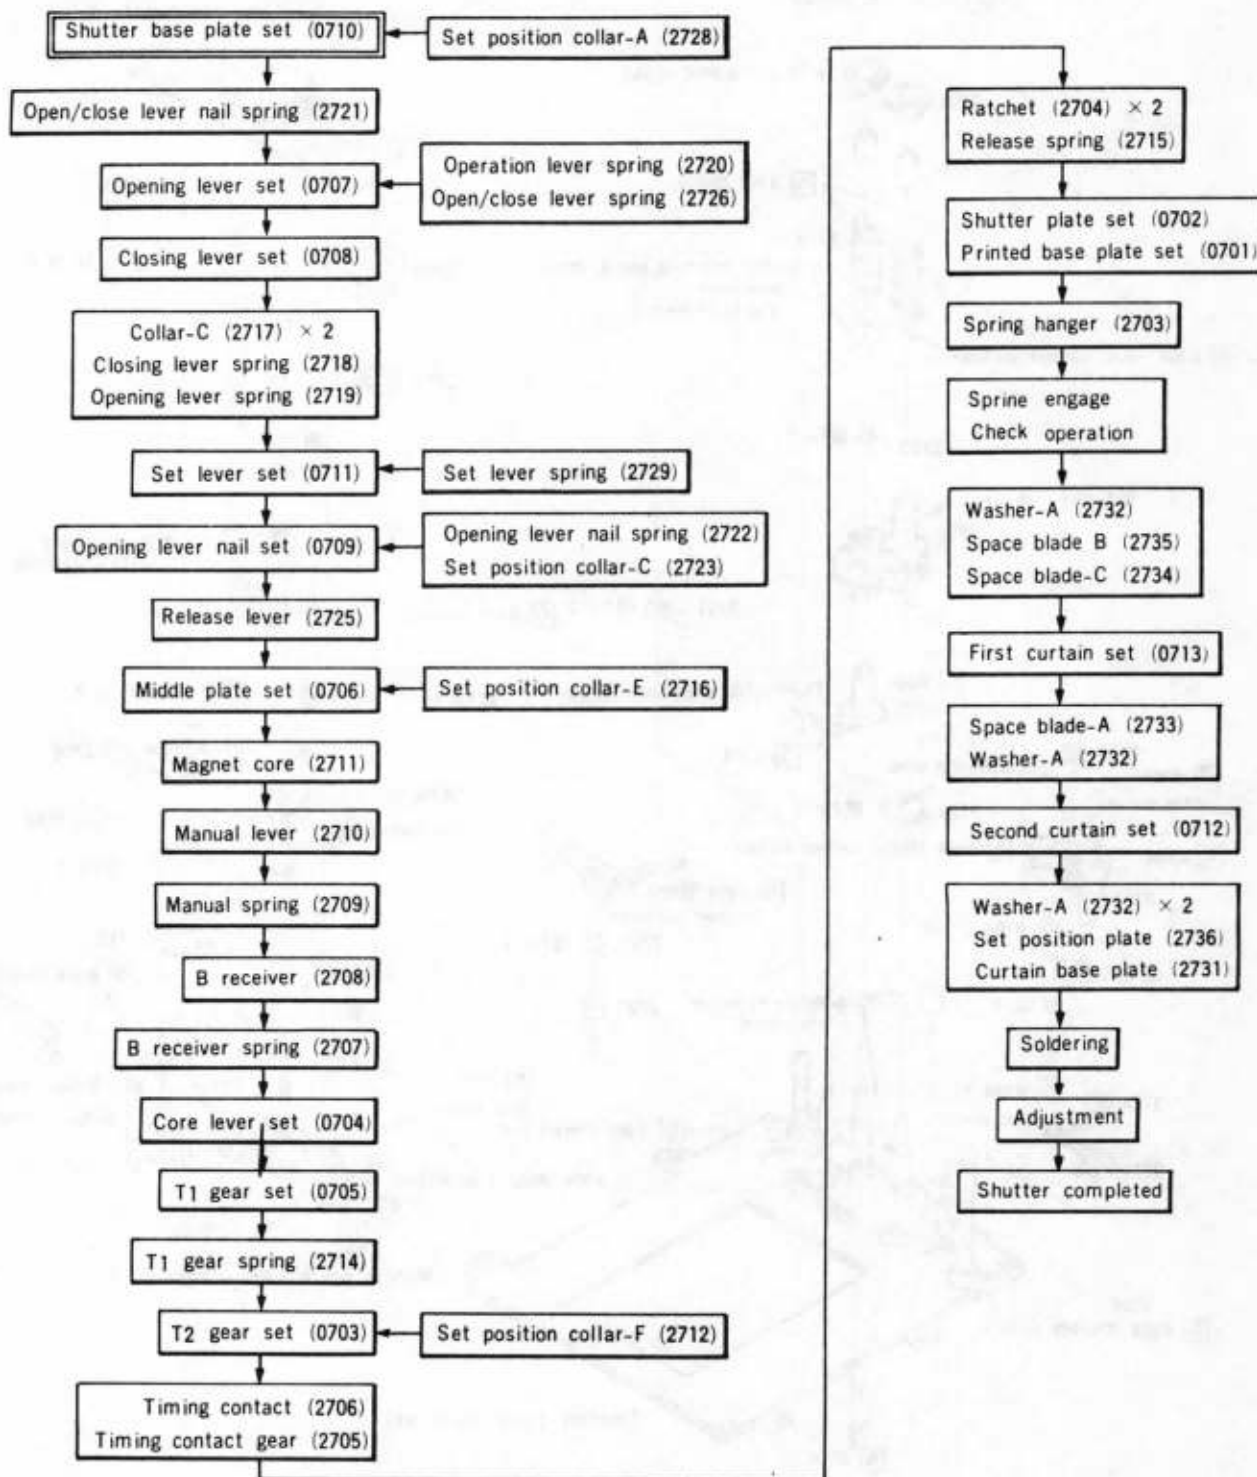 Shutter base plate set (0710)
Set position collar-A (2728)
Open/close lever nail spring (2721)
Opening lever set (0707)
Operation lever spring (2720)
Open/close lever spring (2726)
Closing lever set (0708)
Collar-C (2717) × 2
Closing lever spring (2718)
Opening lever spring (2719)
Set lever set (0711)
Set lever spring (2729)
Opening lever nail set (0709)
Opening lever nail spring (2722)
Set position collar-C (2723)
Release lever (2725)
Middle plate set (0706)
Set position collar-E (2716)
Magnet core (2711)
Manual lever (2710)
Manual spring (2709)
B receiver (2708)
B receiver spring (2707)
Core lever set (0704)
T1 gear set (0705)
T1 gear spring (2714)
T2 gear set (0703)
Set position collar-F (2712)
Timing contact (2706)
Timing contact gear (2705)
Ratchet (2704) × 2
Release spring (2715)
Shutter plate set (0702)
Printed base plate set (0701)
Spring hanger (2703)
Sprine engage
Check operation
Washer-A (2732)
Space blade B (2735)
Space blade-C (2734)
First curtain set (0713)
Space blade-A (2733)
Washer-A (2732)
Second curtain set (0712)
Washer-A (2732) × 2
Set position plate (2736)
Curtain base plate (2731)
Soldering
Adjustment
Shutter completed